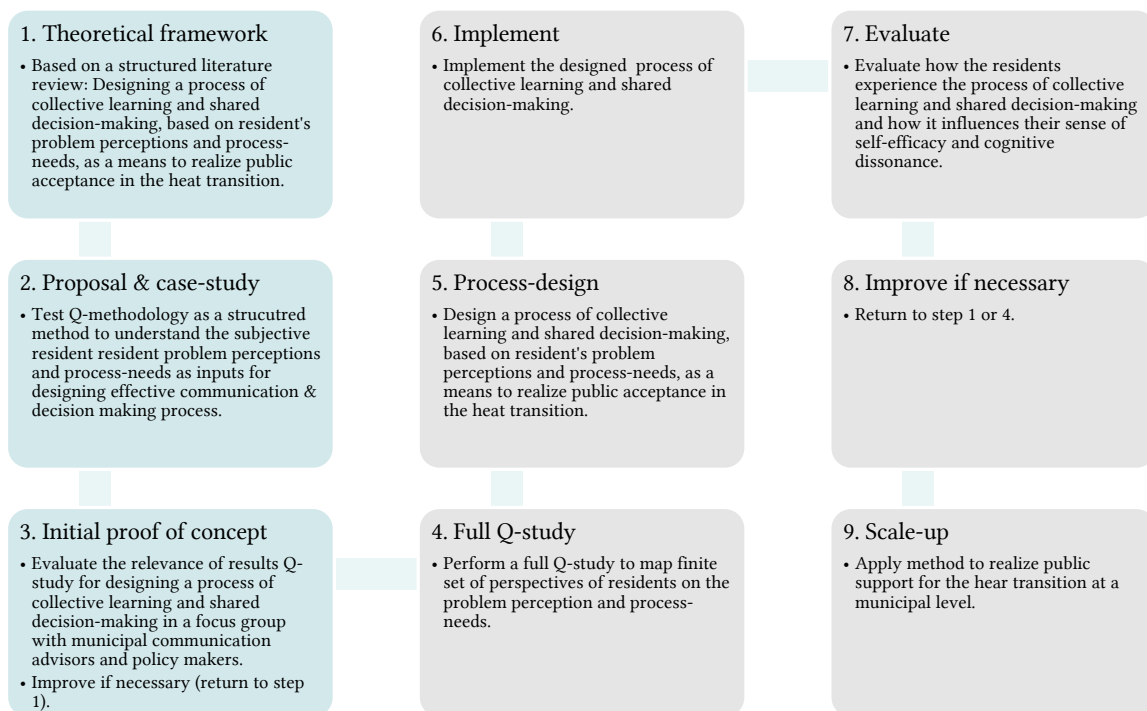 1. Theoretical framework
• Based on a structured literature
review: Designing a process of
collective learning and shared
decision-making, based on resident's
problem perceptions and process-
needs, as a means to realize public
acceptance in the heat transition.
2. Proposal & case-study
• Test Q-methodology as a strucutred
method to understand the subjective
resident resident problem perceptions
and process-needs as inputs for
designing effective communication &
decision making process.
3. Initial proof of concept
• Evaluate the relevance of results Q-
study for designing a process of
collective learning and shared
decision-making in a focus group
with municipal communication
advisors and policy makers.
• Improve if necessary (return to step
1).
4. Full Q-study
• Perform a full Q-study to map finite
set of perspectives of residents on the
problem perception and process-
needs.
5. Process-design
• Design a process of collective
learning and shared decision-making,
based on resident's problem
perceptions and process-needs, as a
means to realize public acceptance in
the heat transition.
6. Implement
• Implement the designed process of
collective learning and shared
decision-making.
7. Evaluate
• Evaluate how the residents
experience the process of collective
learning and shared decision-making
and how it influences their sense of
self-efficacy and cognitive
dissonance.
8. Improve if necessary
• Return to step 1 or 4.
9. Scale-up
• Apply method to realize public
support for the hear transition at a
municipal level.